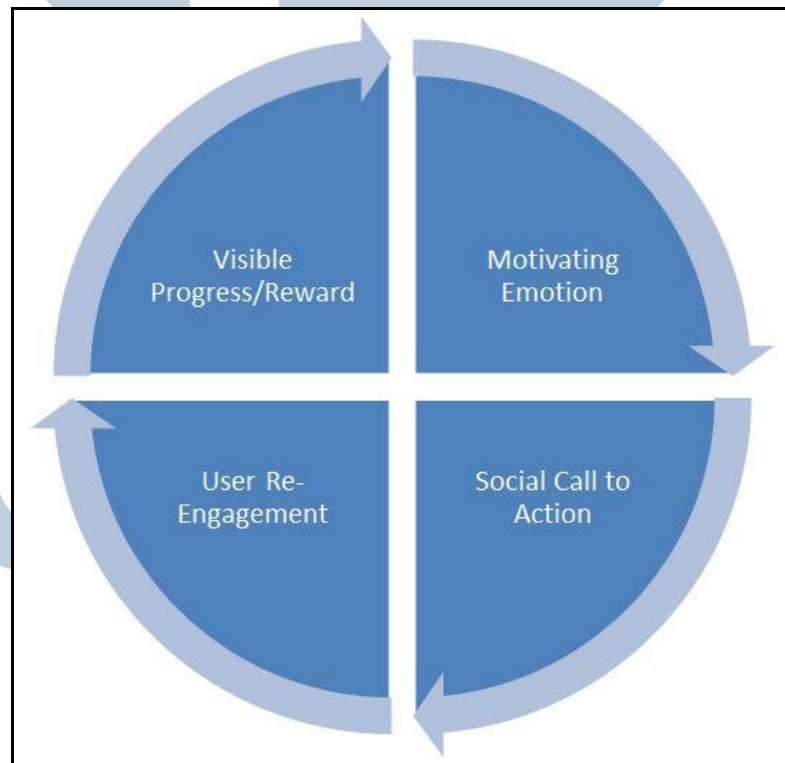 Visible
Progress/Reward
Motivating
Emotion
User Re-
Engagement
Social Call to
Action